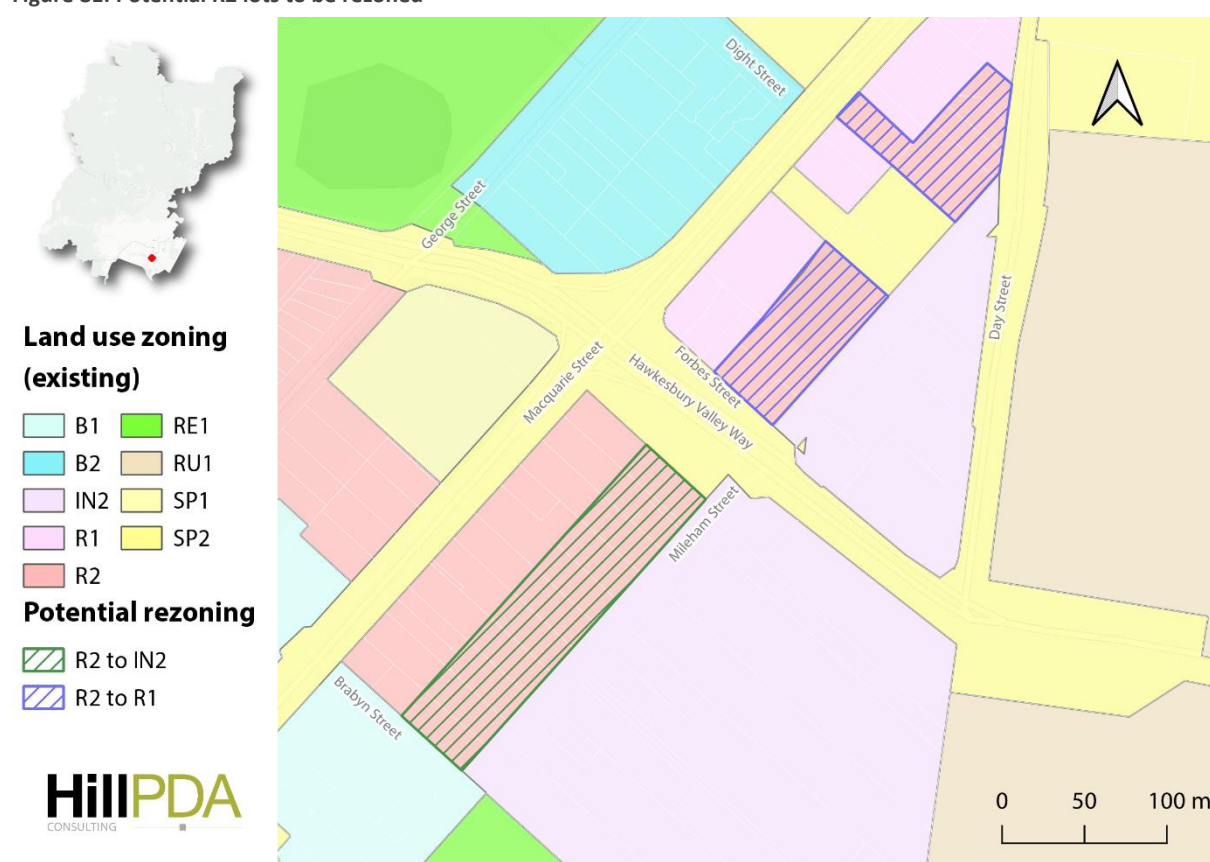 Figure 81: Potential R2 lots to be rezoned
Land use zoning
(existing)
B1
RE1
B2
RU1
IN2
SP1
R1
SP2
R2
Potential rezoning
R2 to IN2
R2 to R1
HillPDA
CONSULTING
Dight Street
George Street
Day Street
Forbes Street
Hawkesbury Valley Way
Macquarie Street
Mileham Street
Brabyn Street
0 50 100 m